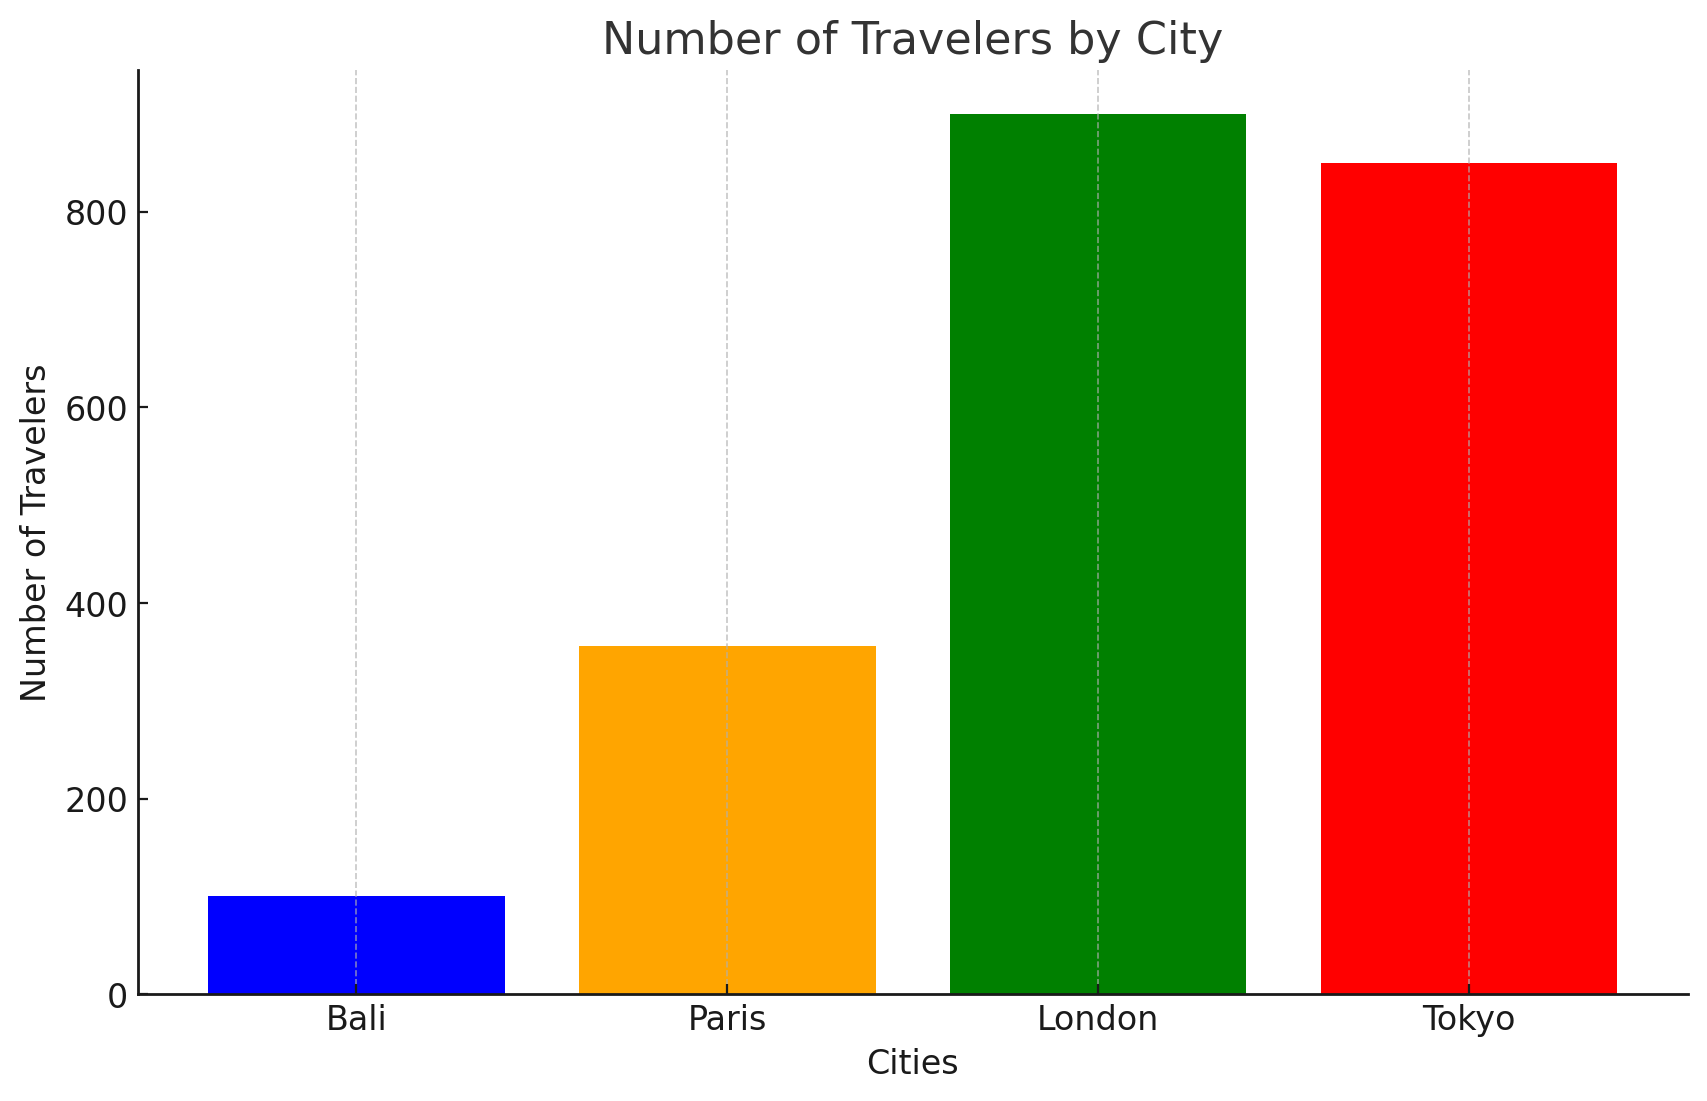 Number of Travelers by City
Number of Travelers
800
600
400
200
0
Bali Paris London Tokyo
Cities